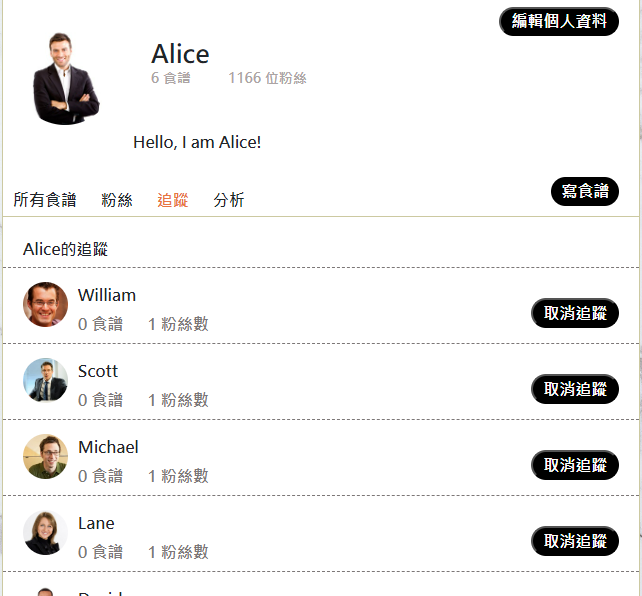 編輯個人資料
Alice
6 食譜 1166 位粉絲
Hello, I am Alice!
寫食譜
所有食譜 粉絲 追蹤 分析
Alice的追蹤
William
0 食譜 1 粉絲數
取消追蹤
Scott
0 食譜 1 粉絲數
取消追蹤
Michael
0 食譜 1 粉絲數
取消追蹤
Lane
0 食譜 1 粉絲數
取消追蹤